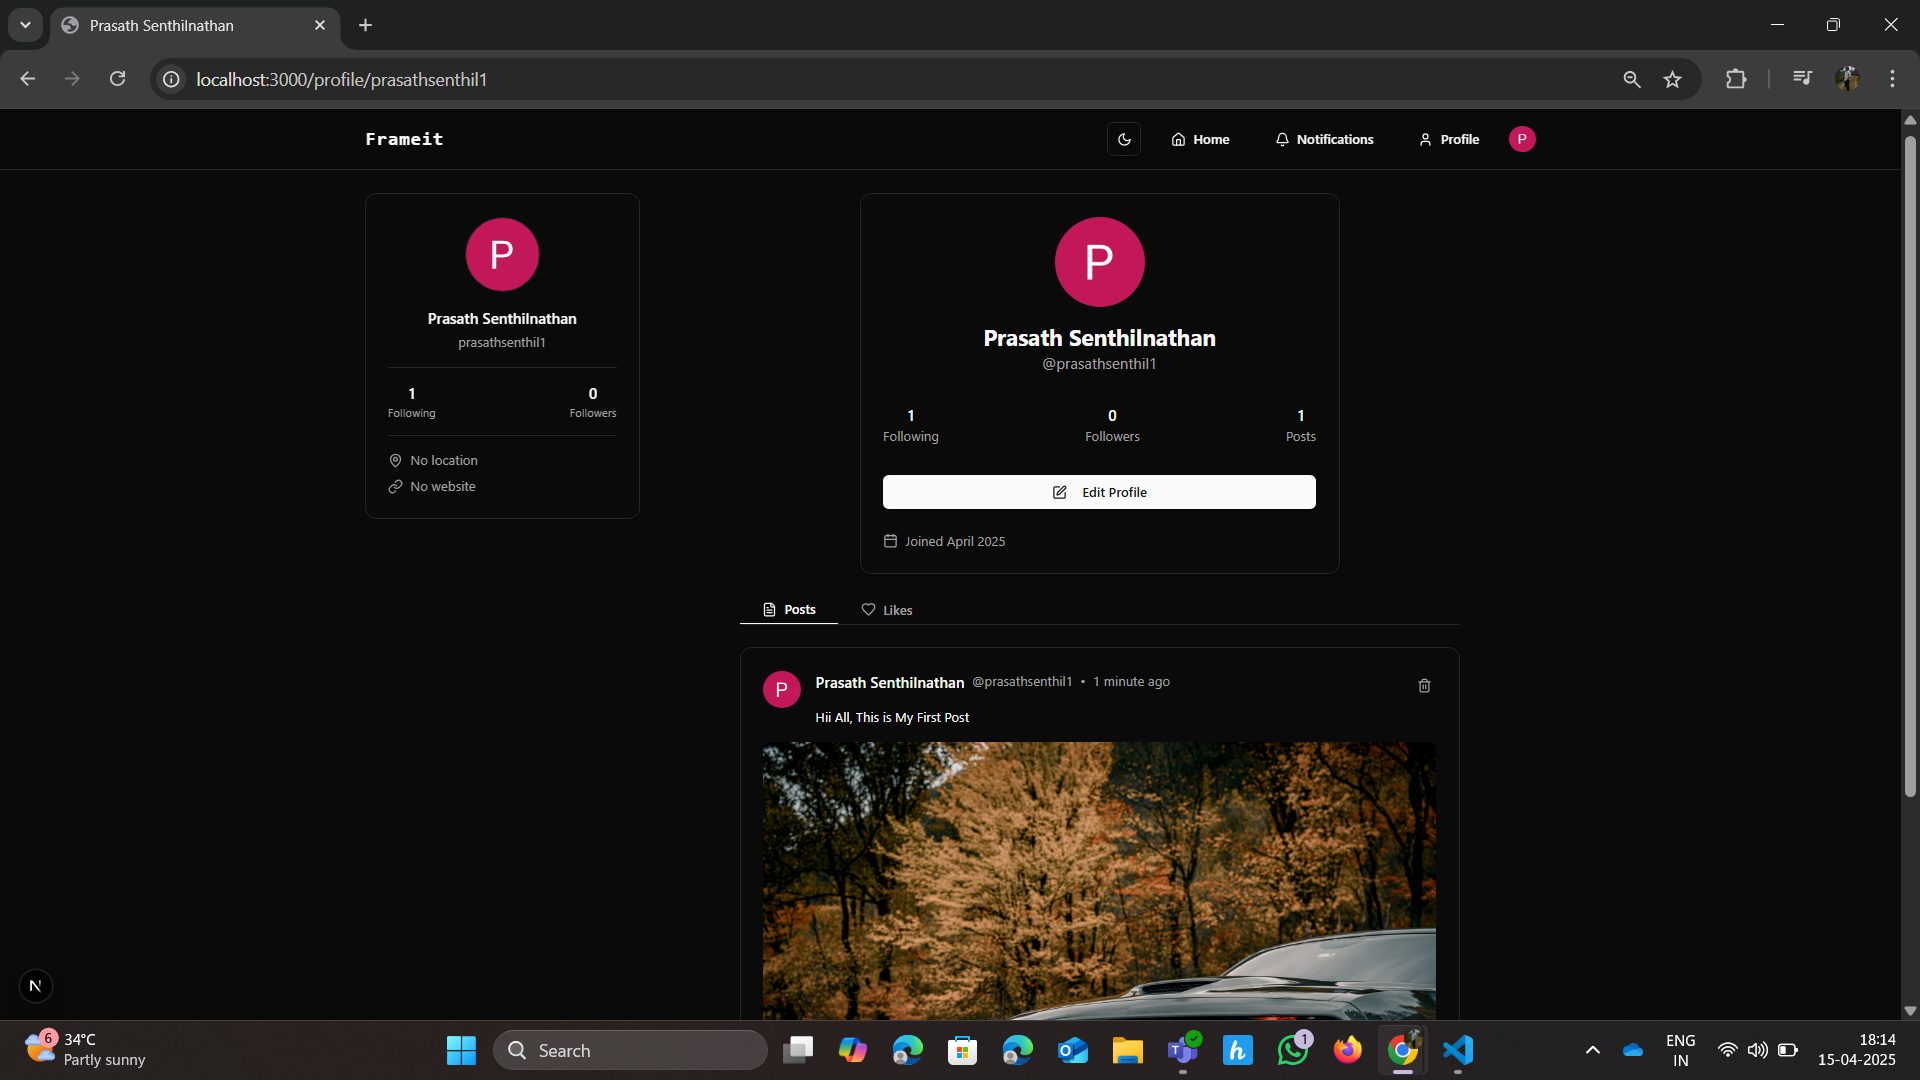 Prasath Senthilnathan
localhost:3000/profile/prasathsenthil1
Frameit
Home
Notifications
Profile
P
P
Prasath Senthilnathan
prasathsenthil1
1
0
Following
Followers
No location
No website
P
Prasath Senthilnathan
@prasathsenthil1
1
0
1
Following
Followers
Posts
Edit Profile
Joined April 2025
Posts
Likes
P
Prasath Senthilnathan @prasathsenthil1 • 1 minute ago
Hii All, This is My First Post
N
6
34°C
Partly sunny
Search
O
T
h
1
ENG
IN
18:14
15-04-2025